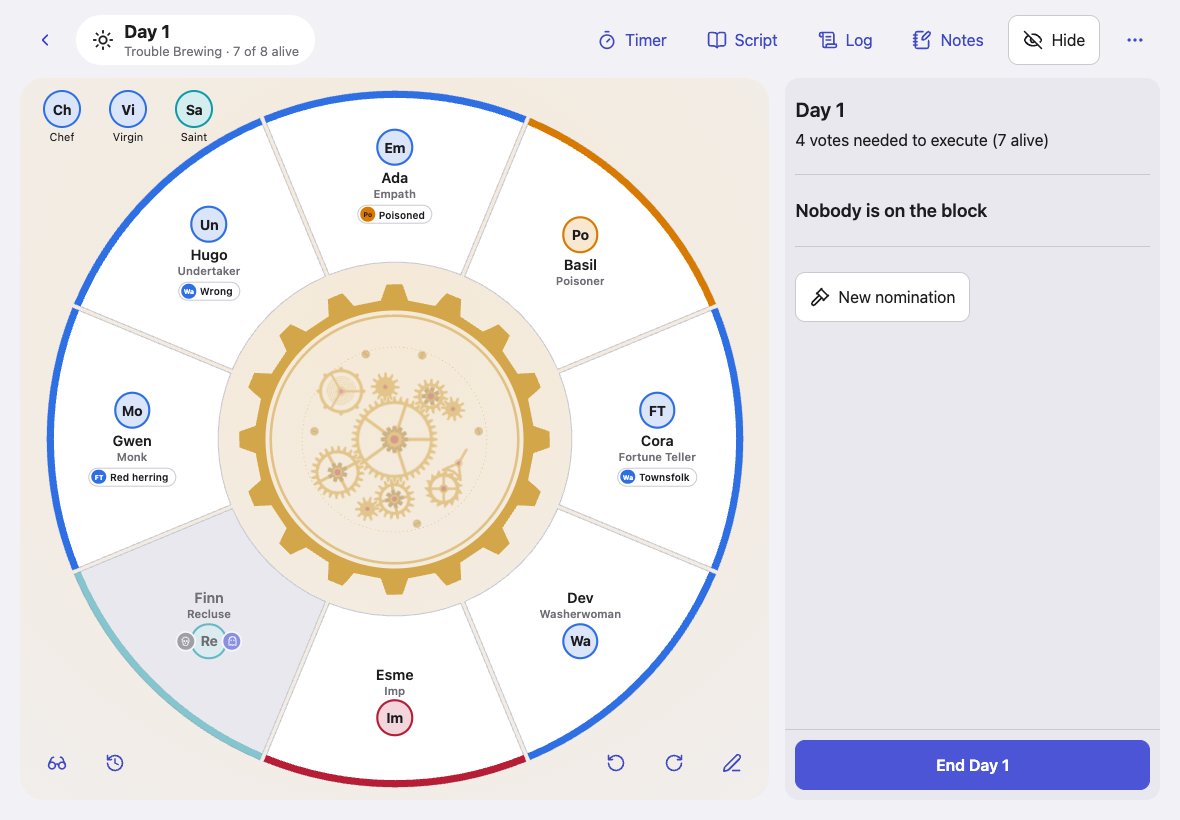 Day 1
Trouble Brewing · 7 of 8 alive
Timer
Script
Log
Notes
Hide
Ch
Chef
Vi
Virgin
Sa
Saint
Em
Ada
Empath
Po Poisoned
Po
Basil
Poisoner
Un
Hugo
Undertaker
Wa Wrong
Mo
Gwen
Monk
FT Red herring
FT
Cora
Fortune Teller
Wa Townsfolk
Finn
Recluse
Re
Dev
Washerwoman
Wa
Esme
Imp
Im
Day 1
4 votes needed to execute (7 alive)
Nobody is on the block
New nomination
End Day 1